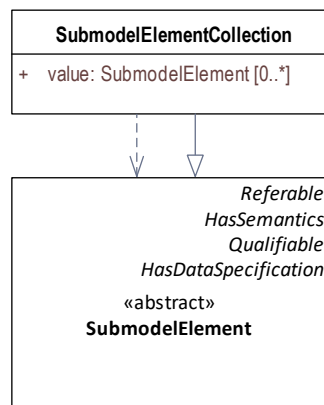 SubmodelElementCollection
+ value: SubmodelElement [0..*]
Referable
HasSemantics
Qualifiable
HasDataSpecification
«abstract»
SubmodelElement